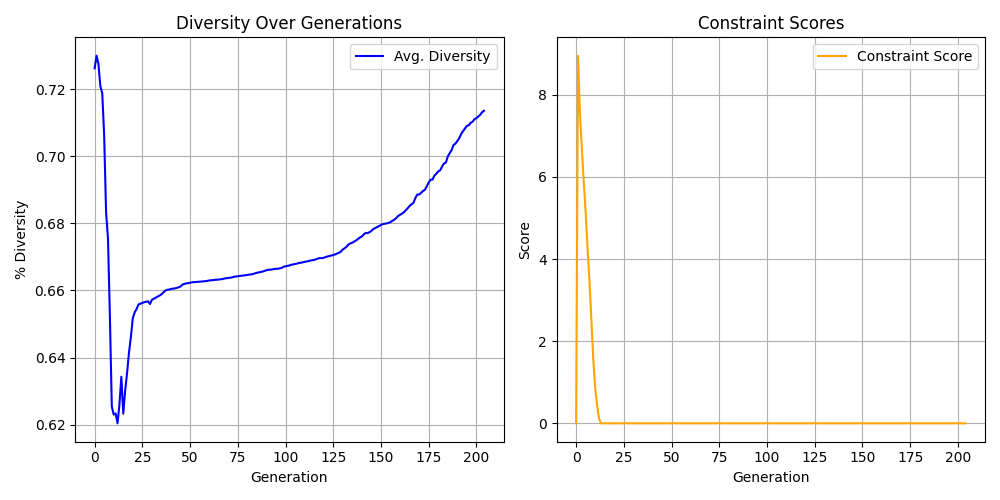 Diversity Over Generations
Avg. Diversity
% Diversity
0.72
0.70
0.68
0.66
0.64
0.62
0 25 50 75 100 125 150 175 200
Generation
Constraint Scores
Constraint Score
Score
8
6
4
2
0
0 25 50 75 100 125 150 175 200
Generation